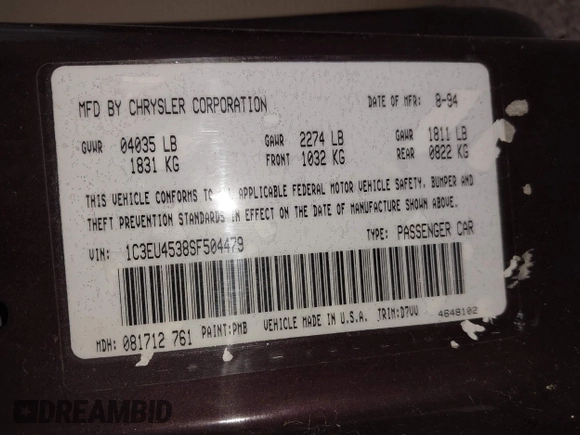 MFD BY CHRYSLER CORPORATION DATE OF MFR: 8-94
GVWR 04035 LB GAWR 2274 LB GAWR 1811 LB
1831 KG FRONT 1032 KG REAR 0822 KG
THIS VEHICLE CONFORMS TO ALL APPLICABLE FEDERAL MOTOR VEHICLE SAFETY, BUMPER AND
THEFT PREVENTION STANDARDS IN EFFECT ON THE DATE OF MANUFACTURE SHOWN ABOVE.
VIN: 1C3EU4538SF504479 TYPE: PASSENGER CAR
MDH: 081712 761 PAINT:PMB VEHICLE MADE IN U.S.A. TRIM:D7VV 4648102
DREAMBID